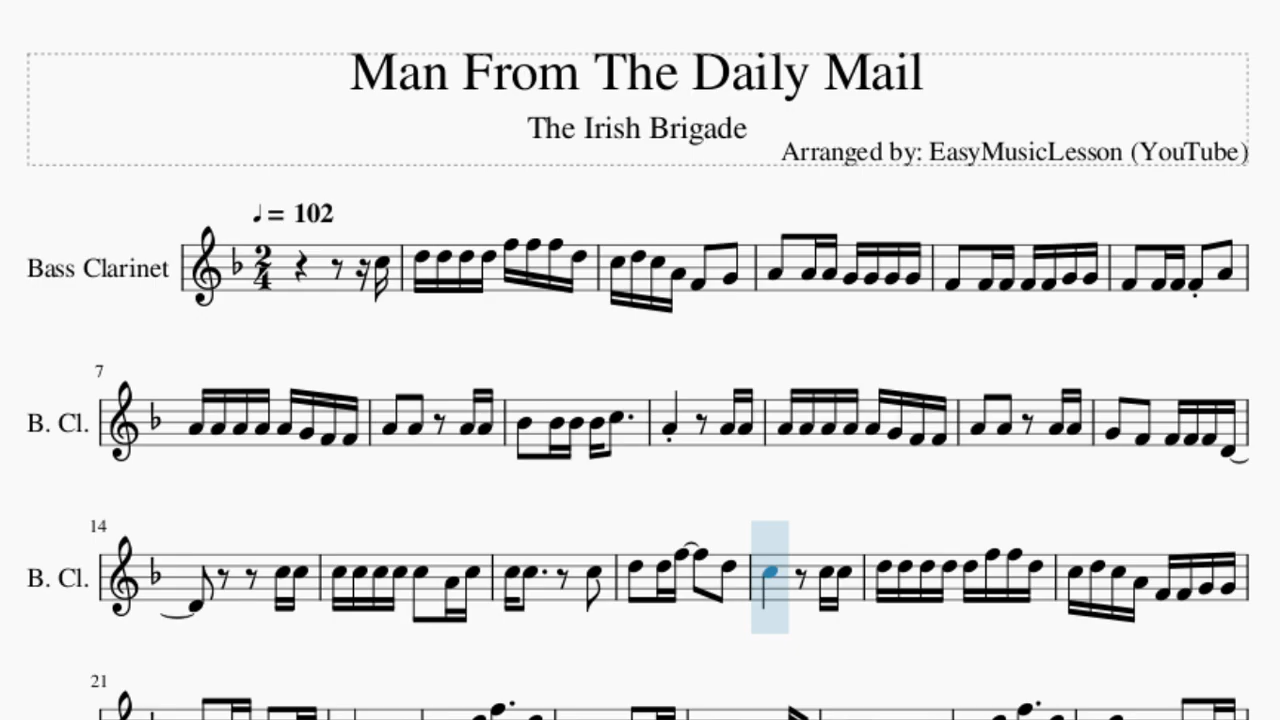 Man From The Daily Mail
The Irish Brigade
Arranged by: EasyMusicLesson (YouTube)
♩ = 102
Bass Clarinet
2
4
7
B. Cl.
14
B. Cl.
21